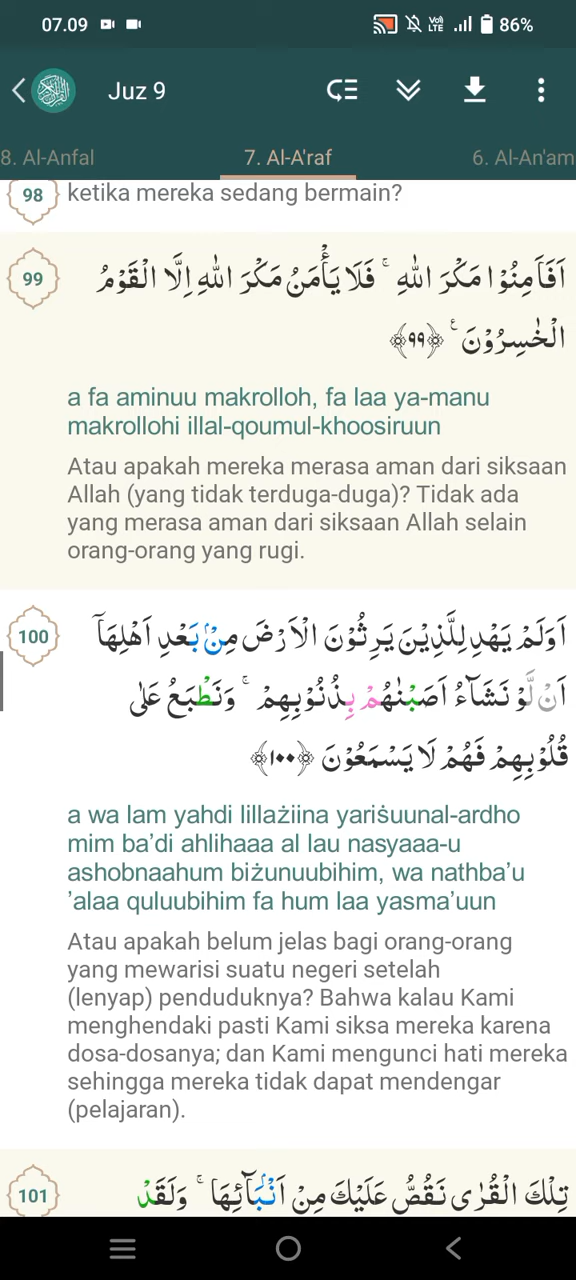 07.09 VoO LTE 86%
Juz 9
8. Al-Anfal 7. Al-A'raf 6. Al-An'am
98 ketika mereka sedang bermain?
99 اَفَاَمِنُوْا مَكْرَ اللّٰهِ ۚ فَلَا يَأْمَنُ مَكْرَ اللّٰهِ اِلَّا الْقَوْمُ
الْخٰسِرُوْنَ ࣖ ﴿٩٩﴾
a fa aminuu makrolloh, fa laa ya-manu
makrollohi illal-qoumul-khoosiruun
Atau apakah mereka merasa aman dari siksaan
Allah (yang tidak terduga-duga)? Tidak ada
yang merasa aman dari siksaan Allah selain
orang-orang yang rugi.
100 اَوَلَمْ يَهْدِ لِلَّذِيْنَ يَرِثُوْنَ الْاَرْضَ مِنْۢ بَعْدِ اَهْلِهَآ
اَنْ لَّوْ نَشَاۤءُ اَصَبْنٰهُمْ بِذُنُوْبِهِمْ ۚ وَنَطْبَعُ عَلٰى
قُلُوْبِهِمْ فَهُمْ لَا يَسْمَعُوْنَ ﴿١٠٠﴾
a wa lam yahdi lillażiina yariṡuunal-ardho
mim ba’di ahlihaaa al lau nasyaaa-u
ashobnaahum biżunuubihim, wa nathba’u
’alaa quluubihim fa hum laa yasma’uun
Atau apakah belum jelas bagi orang-orang
yang mewarisi suatu negeri setelah
(lenyap) penduduknya? Bahwa kalau Kami
menghendaki pasti Kami siksa mereka karena
dosa-dosanya; dan Kami mengunci hati mereka
sehingga mereka tidak dapat mendengar
(pelajaran).
101 تِلْكَ الْقُرٰى نَقُصُّ عَلَيْكَ مِنْ اَنْۢبَاۤىِٕهَا ۚ وَلَقَدْ